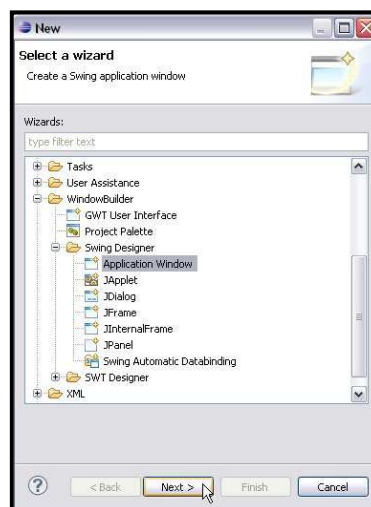 New
Select a wizard
Create a Swing application window
Wizards:
type filter text
Tasks
User Assistance
WindowBuilder
GWT User Interface
Project Palette
Swing Designer
Application Window
JApplet
JDialog
JFrame
JInternalFrame
JPanel
Swing Automatic Databinding
SWT Designer
XML
? < Back Next > Finish Cancel